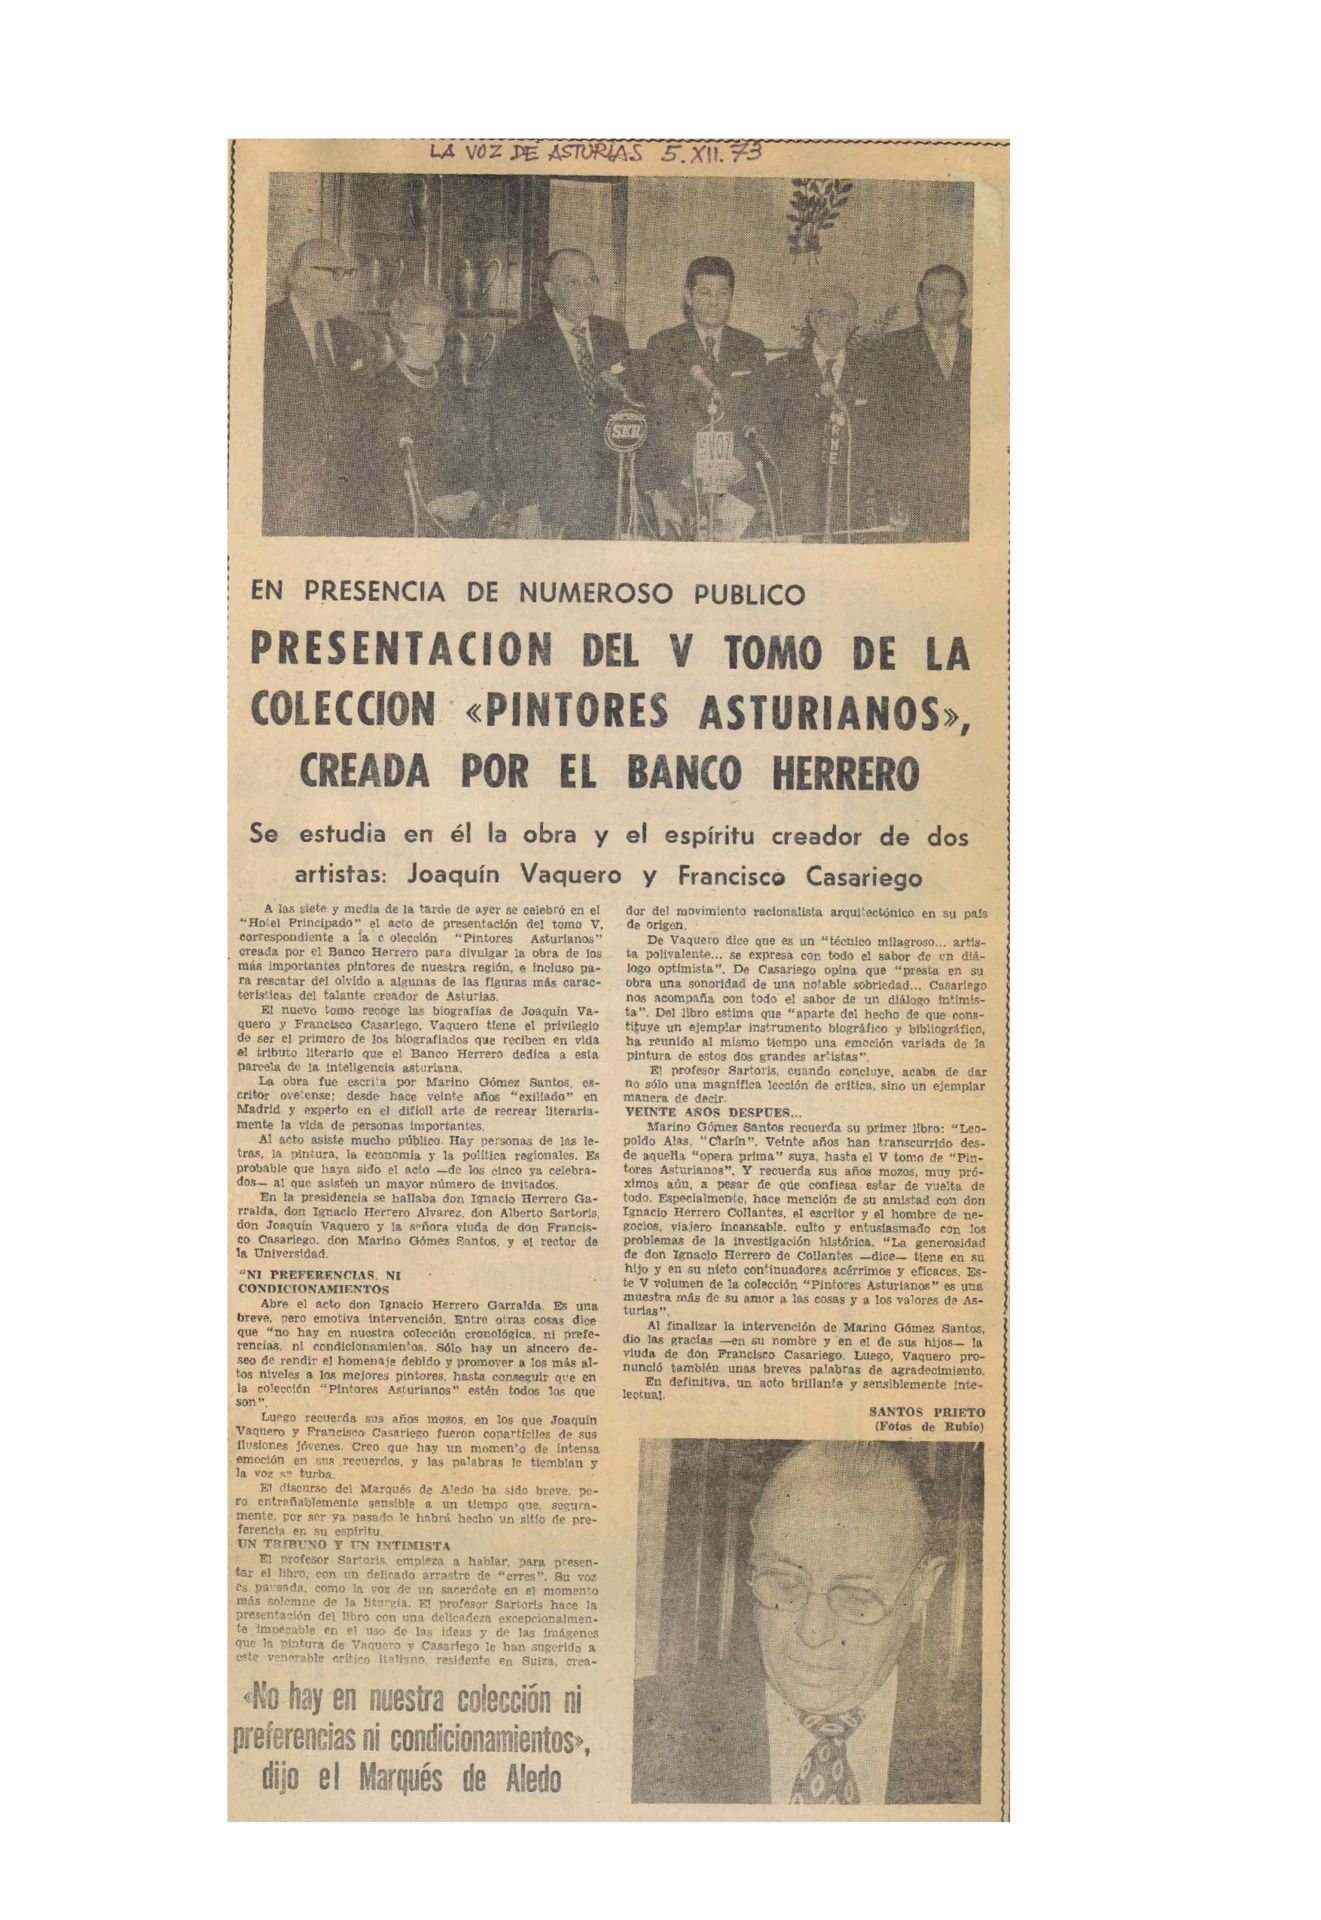 LA VOZ DE ASTURIAS 5.XII.73
SER
LA VOZ
RNE
EN PRESENCIA DE NUMEROSO PUBLICO
PRESENTACION DEL V TOMO DE LA
COLECCION «PINTORES ASTURIANOS»,
CREADA POR EL BANCO HERRERO
Se estudia en él la obra y el espíritu creador de dos
artistas: Joaquín Vaquero y Francisco Casariego
A las siete y media de la tarde de ayer se celebró en el
"Hotel Principado" el acto de presentación del tomo V,
correspondiente a la c olección "Pintores Asturianos"
creada por el Banco Herrero para divulgar la obra de los
más importantes pintores de nuestra región, e incluso pa-
ra rescatar del olvido a algunas de las figuras más carac-
terísticas del talante creador de Asturias.
El nuevo tomo recoge las biografías de Joaquín Va-
quero y Francisco Casariego. Vaquero tiene el privilegio
de ser el primero de los biografiados que reciben en vida
el tributo literario que el Banco Herrero dedica a esta
parcela de la inteligencia asturiana.
La obra fue escrita por Marino Gómez Santos, es-
critor ovetense; desde hace veinte años "exiliado" en
Madrid y experto en el difícil arte de recrear literaria-
mente la vida de personas importantes.
Al acto asiste mucho público. Hay personas de las le-
tras, la pintura, la economía y la política regionales. Es
probable que haya sido el acto —de los cinco ya celebra-
dos— al que asisten un mayor número de invitados.
En la presidencia se hallaba don Ignacio Herrero Ga-
rralda, don Ignacio Herrero Alvarez, don Alberto Sartoris,
don Joaquín Vaquero y la señora viuda de don Francis-
co Casariego, don Marino Gómez Santos, y el rector de
la Universidad.
"NI PREFERENCIAS, NI
CONDICIONAMIENTOS
Abre el acto don Ignacio Herrero Garralda. Es una
breve, pero emotiva intervención. Entre otras cosas dice
que "no hay en nuestra colección cronológica, ni prefe-
rencias, ni condicionamientos. Sólo hay un sincero de-
seo de rendir el homenaje debido y promover a los más al-
tos niveles a los mejores pintores, hasta conseguir que en
la colección "Pintores Asturianos" estén todos los que
son".
Luego recuerda sus años mozos, en los que Joaquín
Vaquero y Francisco Casariego fueron copartícipes de sus
ilusiones jóvenes. Creo que hay un momento de intensa
emoción en sus recuerdos, y las palabras le tiemblan y
la voz se turba.
El discurso del Marqués de Aledo ha sido breve, pe-
ro entrañablemente sensible a un tiempo que, segura-
mente, por ser ya pasado le habrá hecho un sitio de pre-
ferencia en su espíritu.
UN TRIBUNO Y UN INTIMISTA
El profesor Sartoris, empieza a hablar, para presen-
tar el libro, con un delicado arrastre de "erres". Su voz
es pausada, como la voz de un sacerdote en el momento
más solemne de la liturgia. El profesor Sartoris hace la
presentación del libro con una delicadeza excepcionalmen-
te impecable en el uso de las ideas y de las imágenes
que la pintura de Vaquero y Casariego le han sugerido a
este venerable crítico italiano, residente en Suiza, crea-
«No hay en nuestra colección ni
preferencias ni condicionamientos»,
dijo el Marqués de Aledo
dor del movimiento racionalista arquitectónico en su país
de origen.
De Vaquero dice que es un "técnico milagroso... artis-
ta polivalente... se expresa con todo el sabor de un diá-
logo optimista". De Casariego opina que "presta en su
obra una sonoridad de una notable sobriedad... Casariego
nos acompaña con todo el sabor de un diálogo intimis-
ta". Del libro estima que "aparte del hecho de que cons-
tituye un ejemplar instrumento biográfico y bibliográfico,
ha reunido al mismo tiempo una emoción variada de la
pintura de estos dos grandes artistas".
El profesor Sartoris, cuando concluye, acaba de dar
no sólo una magnífica lección de crítica, sino un ejemplar
manera de decir.
VEINTE AÑOS DESPUES...
Marino Gómez Santos recuerda su primer libro: "Leo-
poldo Alas, "Clarín". Veinte años han transcurrido des-
de aquella "opera prima" suya, hasta el V tomo de "Pin-
tores Asturianos". Y recuerda sus años mozos, muy pró-
ximos aún, a pesar de que confiesa estar de vuelta de
todo. Especialmente, hace mención de su amistad con don
Ignacio Herrero Collantes, el escritor y el hombre de ne-
gocios, viajero incansable, culto y entusiasmado con los
problemas de la investigación histórica. "La generosidad
de don Ignacio Herrero de Collantes —dice— tiene en su
hijo y en su nieto continuadores acérrimos y eficaces. Es-
te V volumen de la colección "Pintores Asturianos" es una
muestra más de su amor a las cosas y a los valores de As-
turias".
Al finalizar la intervención de Marino Gómez Santos,
dio las gracias —en su nombre y en el de sus hijos— la
viuda de don Francisco Casariego. Luego, Vaquero pro-
nunció también unas breves palabras de agradecimiento.
En definitiva, un acto brillante y sensiblemente inte-
lectual.
SANTOS PRIETO
(Fotos de Rubio)